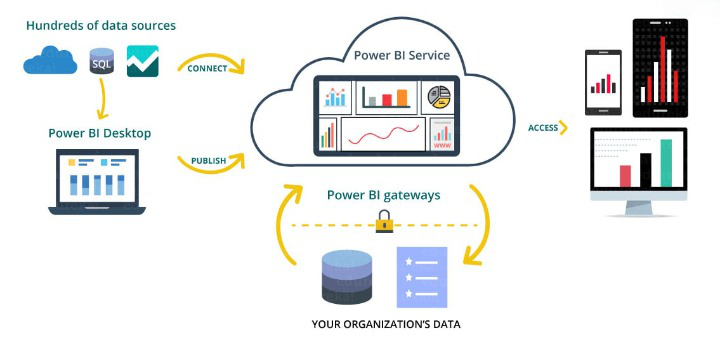 Hundreds of data sources
SQL
CONNECT
Power BI Desktop
PUBLISH
Power BI Service
WWW
ACCESS
Power BI gateways
YOUR ORGANIZATION'S DATA